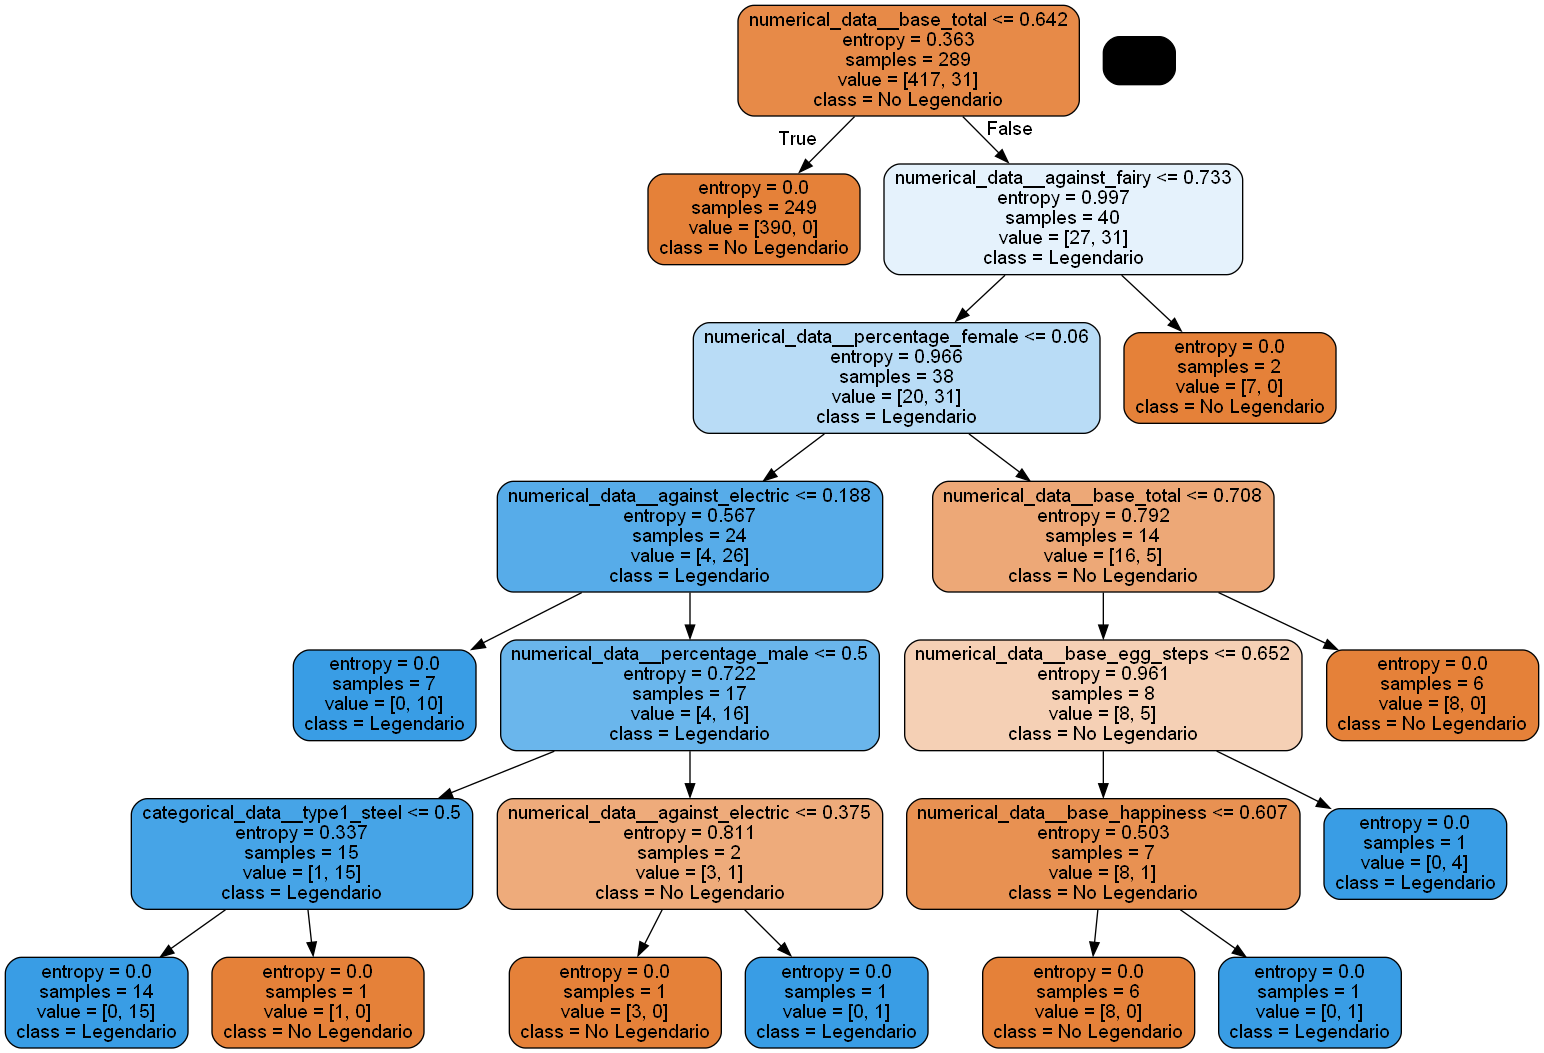 numerical_data__base_total <= 0.642
entropy = 0.363
samples = 289
value = [417, 31]
class = No Legendario
True
False
entropy = 0.0
samples = 249
value = [390, 0]
class = No Legendario
numerical_data__against_fairy <= 0.733
entropy = 0.997
samples = 40
value = [27, 31]
class = Legendario
numerical_data__percentage_female <= 0.06
entropy = 0.966
samples = 38
value = [20, 31]
class = Legendario
entropy = 0.0
samples = 2
value = [7, 0]
class = No Legendario
numerical_data__against_electric <= 0.188
entropy = 0.567
samples = 24
value = [4, 26]
class = Legendario
numerical_data__base_total <= 0.708
entropy = 0.792
samples = 14
value = [16, 5]
class = No Legendario
entropy = 0.0
samples = 7
value = [0, 10]
class = Legendario
numerical_data__percentage_male <= 0.5
entropy = 0.722
samples = 17
value = [4, 16]
class = Legendario
numerical_data__base_egg_steps <= 0.652
entropy = 0.961
samples = 8
value = [8, 5]
class = No Legendario
entropy = 0.0
samples = 6
value = [8, 0]
class = No Legendario
categorical_data__type1_steel <= 0.5
entropy = 0.337
samples = 15
value = [1, 15]
class = Legendario
numerical_data__against_electric <= 0.375
entropy = 0.811
samples = 2
value = [3, 1]
class = No Legendario
numerical_data__base_happiness <= 0.607
entropy = 0.503
samples = 7
value = [8, 1]
class = No Legendario
entropy = 0.0
samples = 1
value = [0, 4]
class = Legendario
entropy = 0.0
samples = 14
value = [0, 15]
class = Legendario
entropy = 0.0
samples = 1
value = [1, 0]
class = No Legendario
entropy = 0.0
samples = 1
value = [3, 0]
class = No Legendario
entropy = 0.0
samples = 1
value = [0, 1]
class = Legendario
entropy = 0.0
samples = 6
value = [8, 0]
class = No Legendario
entropy = 0.0
samples = 1
value = [0, 1]
class = Legendario